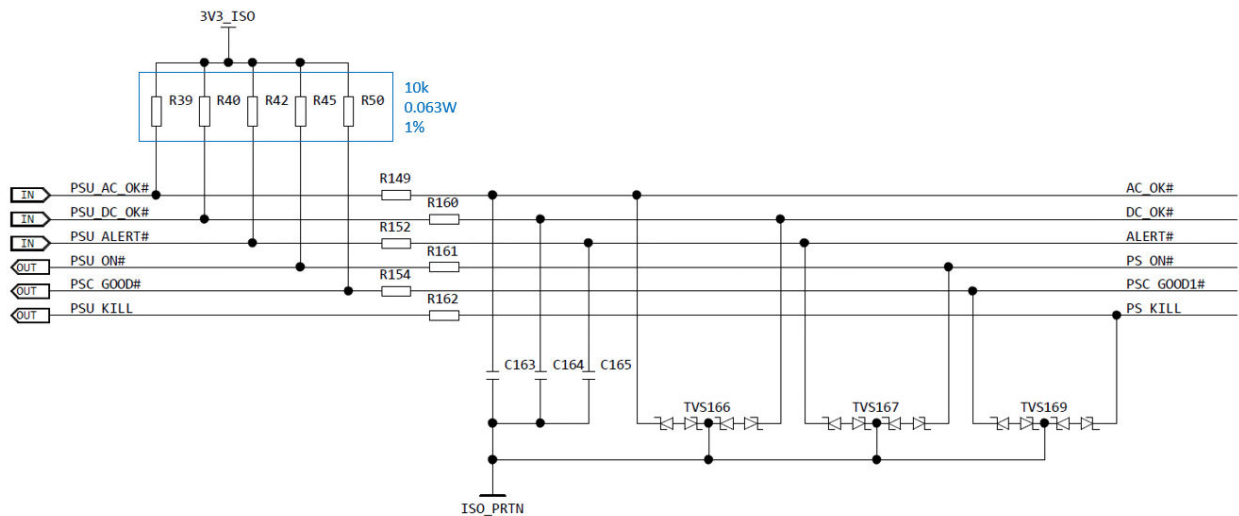 3V3_ISO
R39 R40 R42 R45 R50
10k
0.063W
1%
IN PSU_AC_OK# R149 AC_OK#
IN PSU_DC_OK# R160 DC_OK#
IN PSU_ALERT# R152 ALERT#
OUT PSU_ON# R161 PS_ON#
OUT PSC_GOOD# R154 PSC_GOOD1#
OUT PSU_KILL R162 PS_KILL
C163 C164 C165
TVS166 TVS167 TVS169
ISO_PRTN